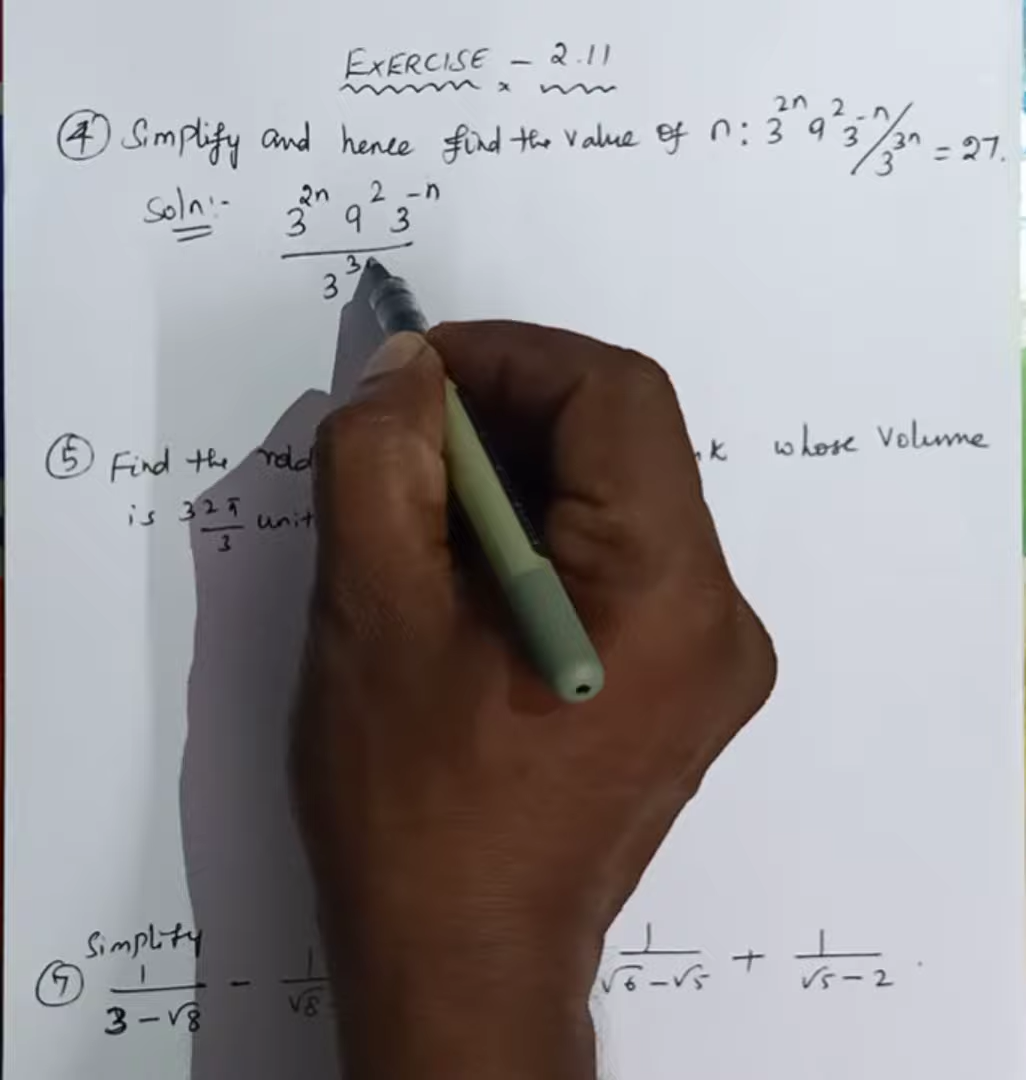 EXERCISE - 2.11
④ Simplify and hence find the value of n: 3^{2n} 9^2 3^{-n} / 3^{3n} = 27.
Soln:- 3^{2n} 9^2 3^{-n}
3^3
⑤ Find the whose Volume
is 32π/3 unit
Simplify
⑦ 1/(3-√8) - 1/√8 1/(√6-√5) + 1/(√5-2) .